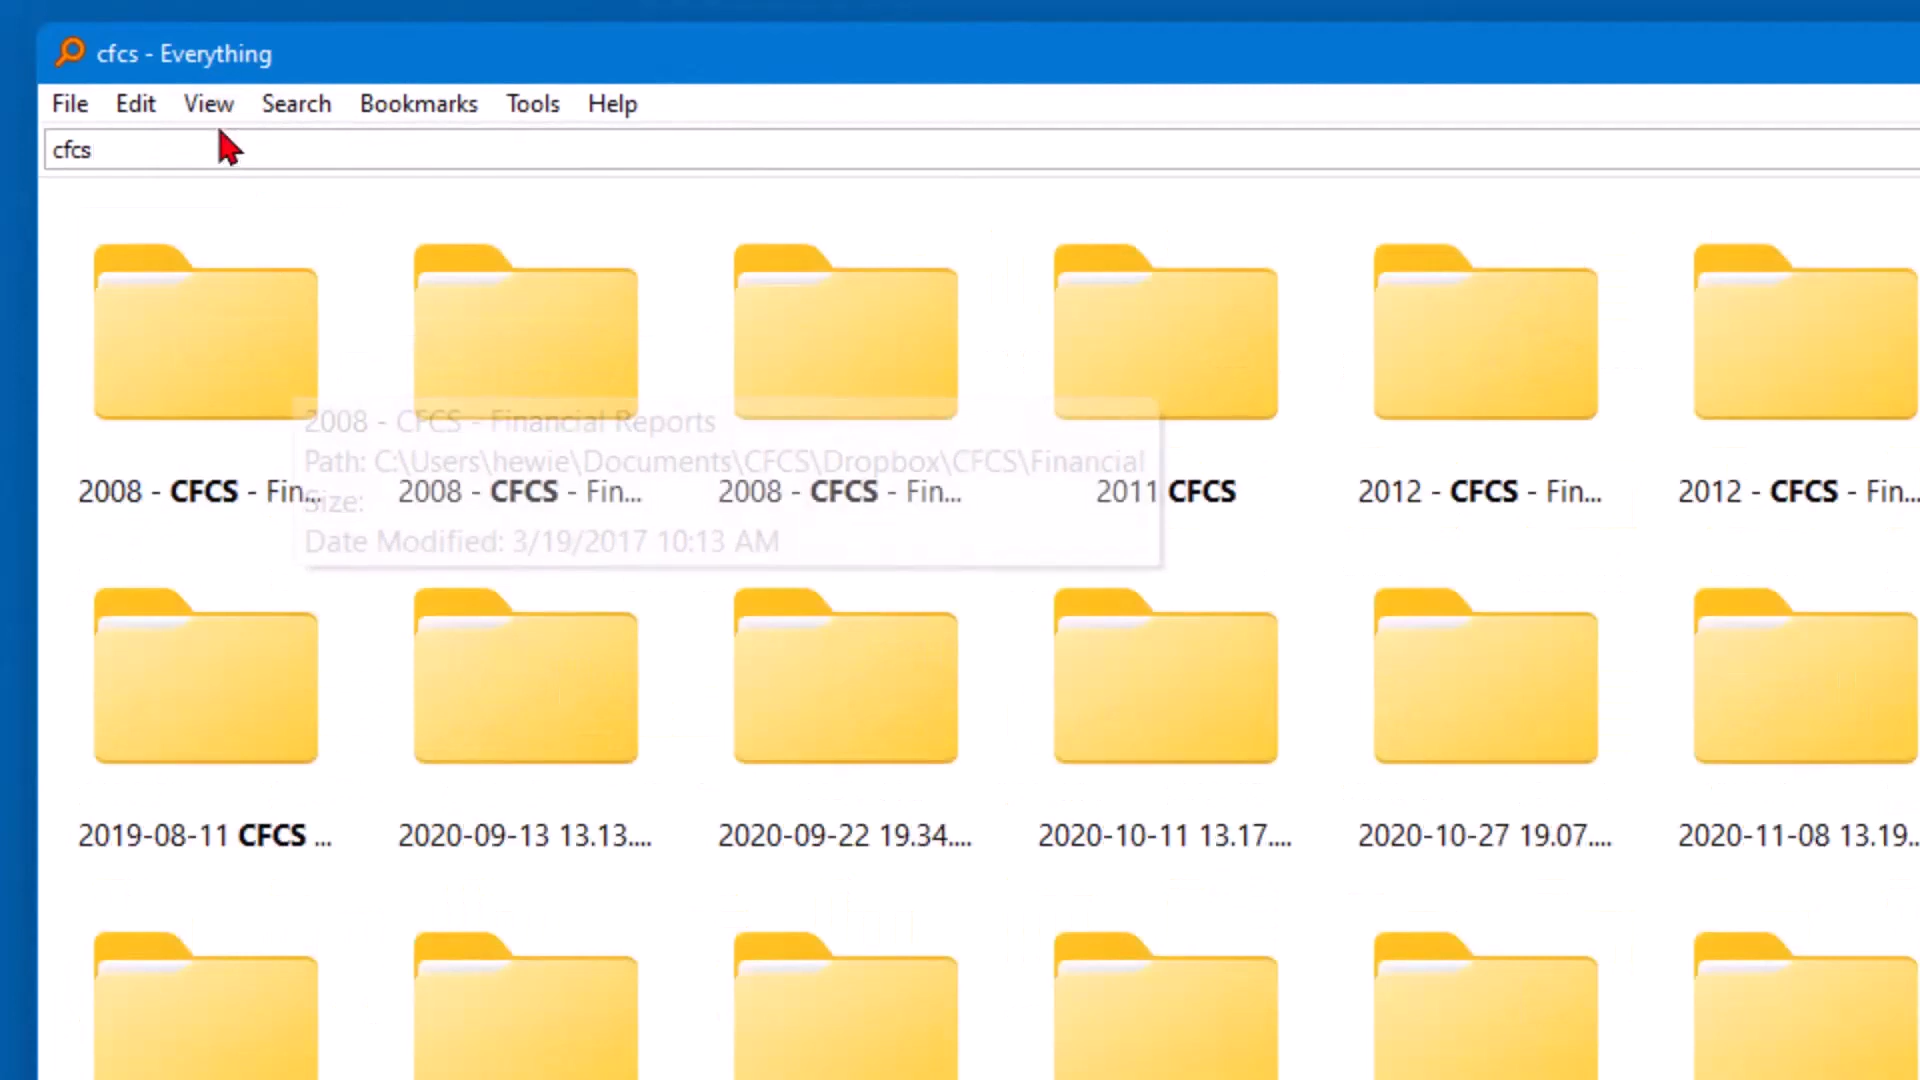 cfcs - Everything
File Edit View Search Bookmarks Tools Help
cfcs
2008 - CFCS - Financial Reports
Path: C:\Users\hewie\Documents\CFCS\Dropbox\CFCS\Financial
Size:
Date Modified: 3/19/2017 10:13 AM
2008 - CFCS - Fin... 2008 - CFCS - Fin... 2008 - CFCS - Fin... 2011 CFCS 2012 - CFCS - Fin... 2012 - CFCS - Fin...
2019-08-11 CFCS ... 2020-09-13 13.13.... 2020-09-22 19.34.... 2020-10-11 13.17.... 2020-10-27 19.07.... 2020-11-08 13.19..